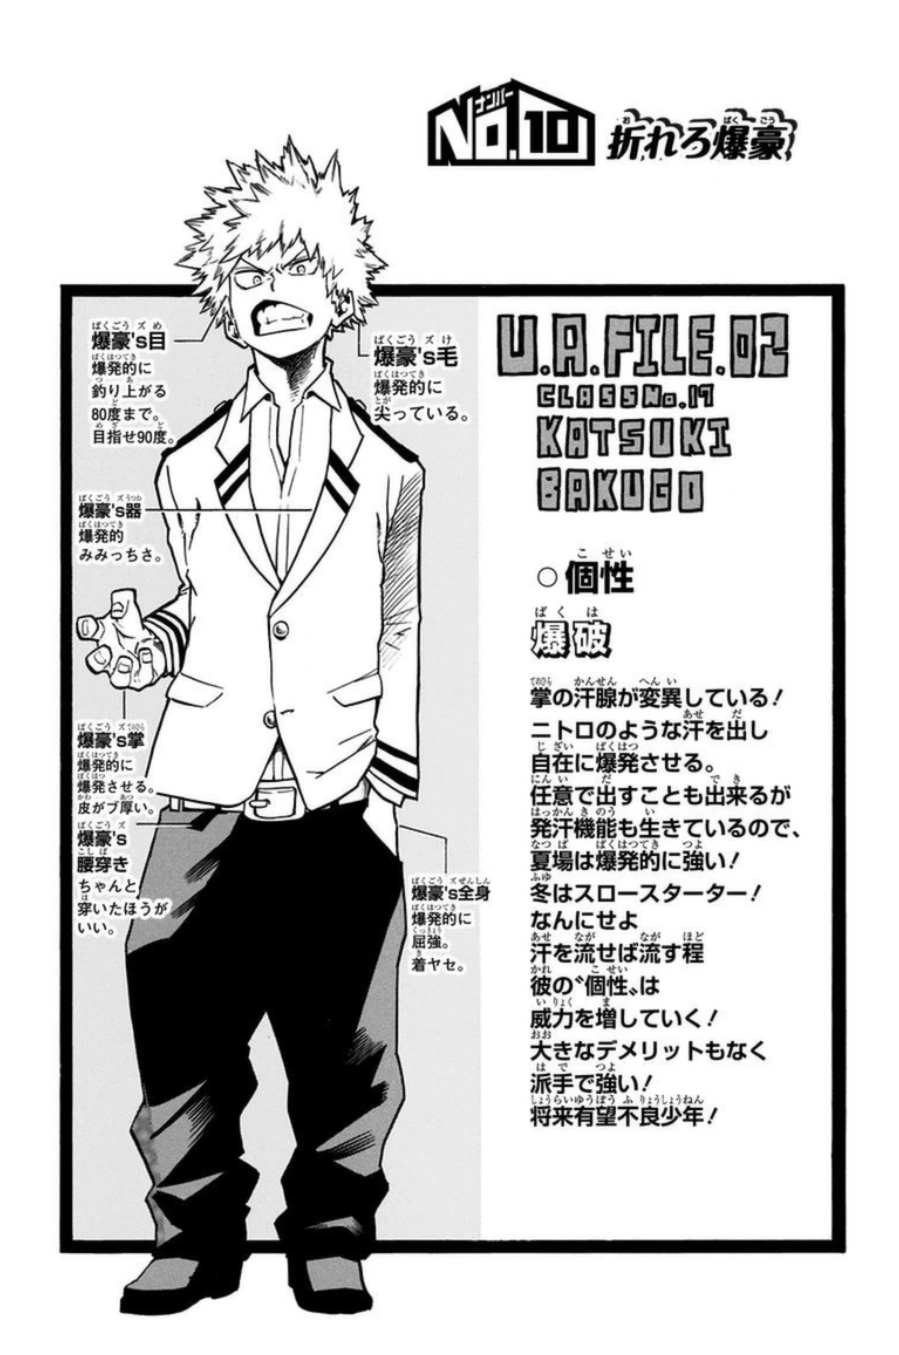 ナンバー
No.10 折れろ爆豪
爆豪's目
爆発的に
釣り上がる
80度まで。
目指せ90度。
爆豪's毛
爆発的に
尖っている。
爆豪's器
爆発的
みみっちさ。
爆豪's掌
爆発的に
爆発させる。
皮がブ厚い。
爆豪's
腰穿き
ちゃんと
穿いたほうが
いい。
爆豪's全身
爆発的に
屈強。
着ヤセ。
U.A.FILE.02
CLASS No.17
KATSUKI
BAKUGO
○個性
爆破
掌の汗腺が変異している!
ニトロのような汗を出し
自在に爆発させる。
任意で出すことも出来るが
発汗機能も生きているので、
夏場は爆発的に強い!
冬はスロースターター!
なんにせよ
汗を流せば流す程
彼の〝個性〟は
威力を増していく!
大きなデメリットもなく
派手で強い!
将来有望不良少年!